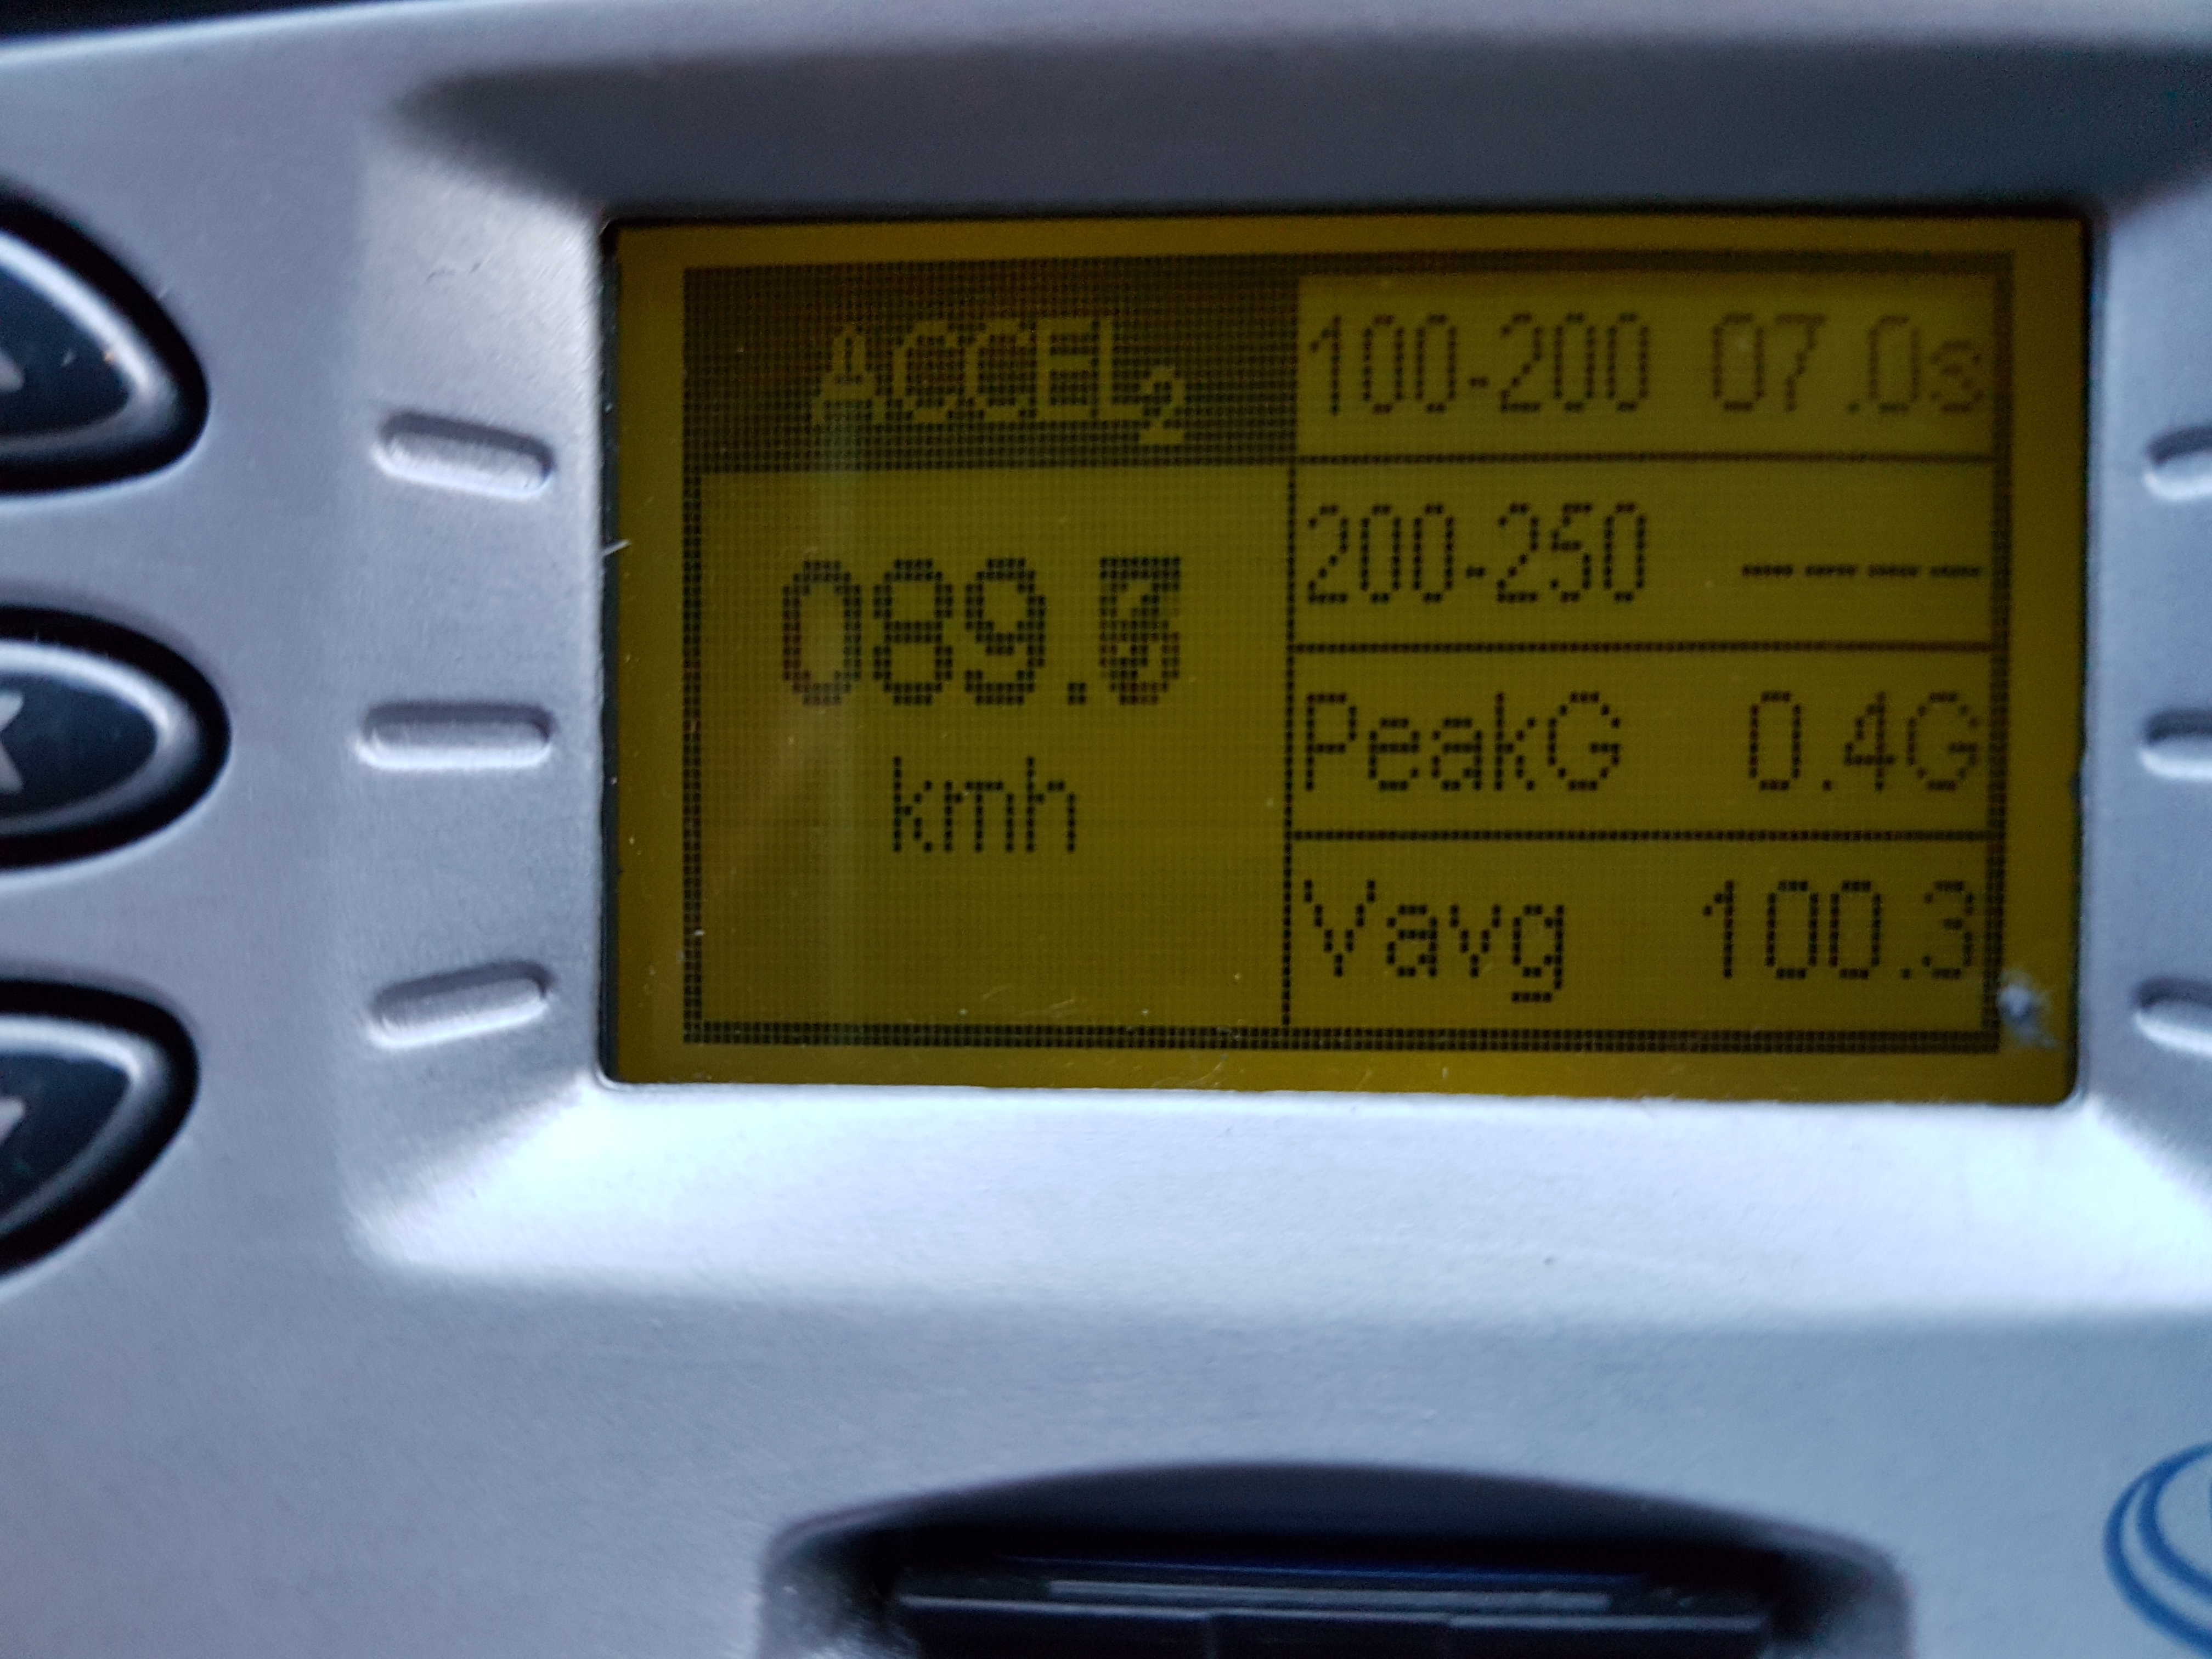 ACCEL2
089.
kmh
100-200 07.0s
200-250 ----
PeakG 0.4G
Vavg 100.3